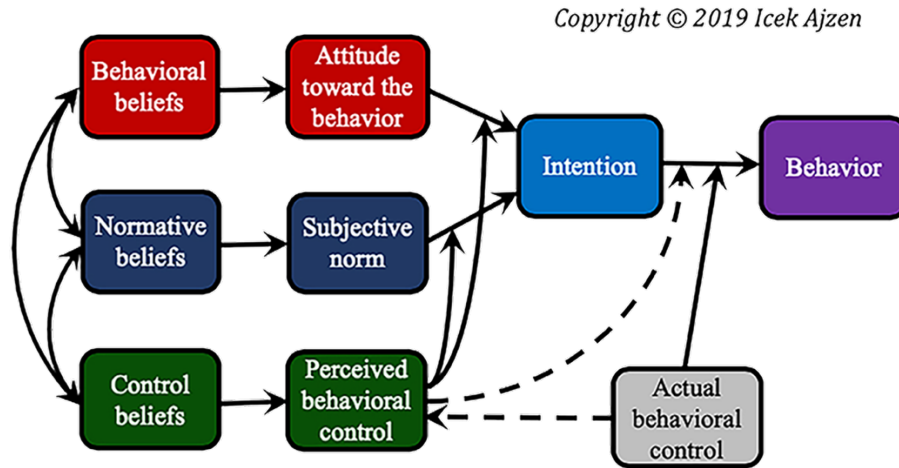 Copyright © 2019 Icek Ajzen
Behavioral
beliefs
Attitude
toward the
behavior
Intention
Behavior
Normative
beliefs
Subjective
norm
Control
beliefs
Perceived
behavioral
control
Actual
behavioral
control